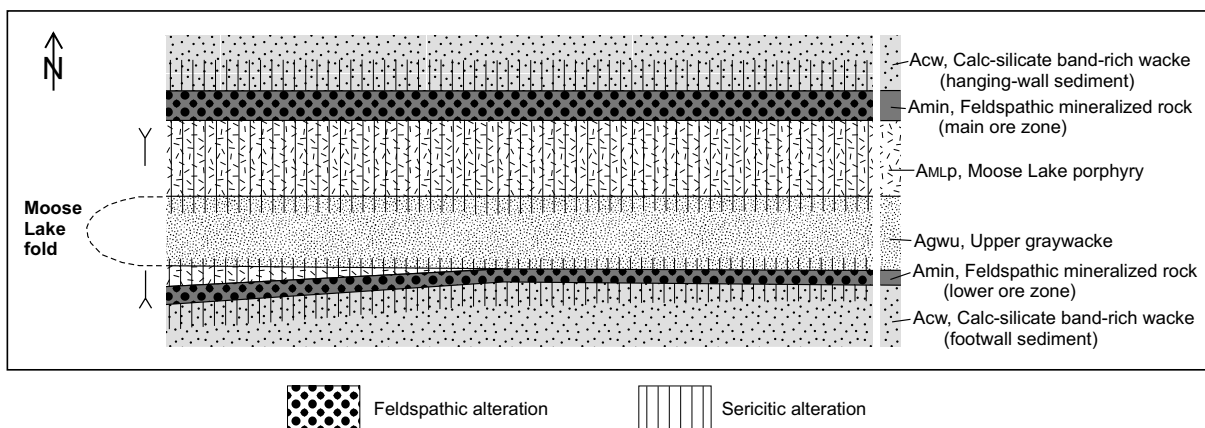 N
Acw, Calc-silicate band-rich wacke
(hanging-wall sediment)
Amin, Feldspathic mineralized rock
(main ore zone)
AMLp, Moose Lake porphyry
Moose
Lake
fold
Agwu, Upper graywacke
Amin, Feldspathic mineralized rock
(lower ore zone)
Acw, Calc-silicate band-rich wacke
(footwall sediment)
Feldspathic alteration
Sericitic alteration